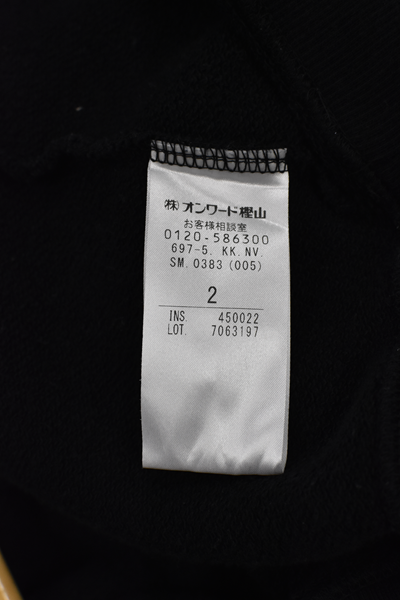 ㈱オンワード樫山
お客様相談室
0120-586300
697-5. KK. NV.
SM. 0383 (005)
2
INS. 450022
LOT. 7063197